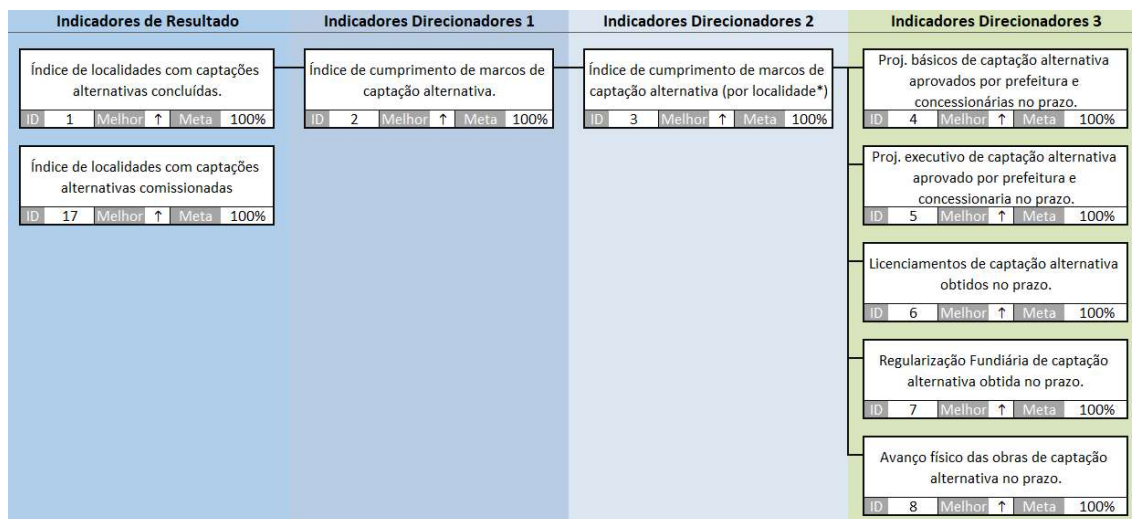 Indicadores de Resultado
Indicadores Direcionadores 1
Indicadores Direcionadores 2
Indicadores Direcionadores 3
Índice de localidades com captações
alternativas concluídas.
ID 1 Melhor ↑ Meta 100%
Índice de cumprimento de marcos de
captação alternativa.
ID 2 Melhor ↑ Meta 100%
Índice de cumprimento de marcos de
captação alternativa (por localidade*)
ID 3 Melhor ↑ Meta 100%
Proj. básicos de captação alternativa
aprovados por prefeitura e
concessionárias no prazo.
ID 4 Melhor ↑ Meta 100%
Índice de localidades com captações
alternativas comissionadas
ID 17 Melhor ↑ Meta 100%
Proj. executivo de captação alternativa
aprovado por prefeitura e
concessionaria no prazo.
ID 5 Melhor ↑ Meta 100%
Licenciamentos de captação alternativa
obtidos no prazo.
ID 6 Melhor ↑ Meta 100%
Regularização Fundiária de captação
alternativa obtida no prazo.
ID 7 Melhor ↑ Meta 100%
Avanço físico das obras de captação
alternativa no prazo.
ID 8 Melhor ↑ Meta 100%